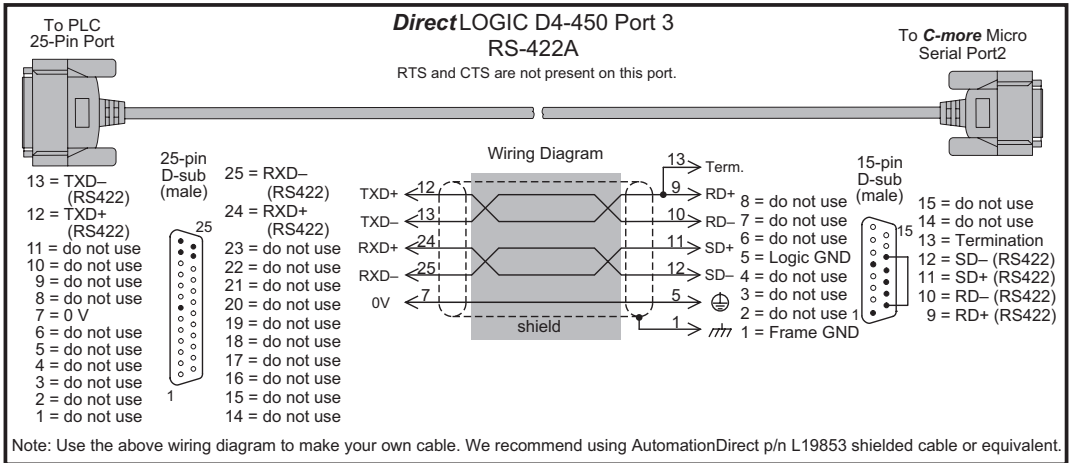 To PLC
25-Pin Port
DirectLOGIC D4-450 Port 3
RS-422A
RTS and CTS are not present on this port.
To C-more Micro
Serial Port2
25-pin
D-sub
(male)
13 = TXD–
(RS422)
12 = TXD+
(RS422)
11 = do not use
10 = do not use
9 = do not use
8 = do not use
7 = 0 V
6 = do not use
5 = do not use
4 = do not use
3 = do not use
2 = do not use
1 = do not use
25
1
25 = RXD–
(RS422)
24 = RXD+
(RS422)
23 = do not use
22 = do not use
21 = do not use
20 = do not use
19 = do not use
18 = do not use
17 = do not use
16 = do not use
15 = do not use
14 = do not use
Wiring Diagram
13 Term.
TXD+ 12 9 RD+
TXD– 13 10 RD–
RXD+ 24 11 SD+
RXD– 25 12 SD–
0V 7 5
shield
1
8 = do not use
7 = do not use
6 = do not use
5 = Logic GND
4 = do not use
3 = do not use
2 = do not use
1 = Frame GND
15-pin
D-sub
(male)
15
1
15 = do not use
14 = do not use
13 = Termination
12 = SD– (RS422)
11 = SD+ (RS422)
10 = RD– (RS422)
9 = RD+ (RS422)
Note: Use the above wiring diagram to make your own cable. We recommend using AutomationDirect p/n L19853 shielded cable or equivalent.